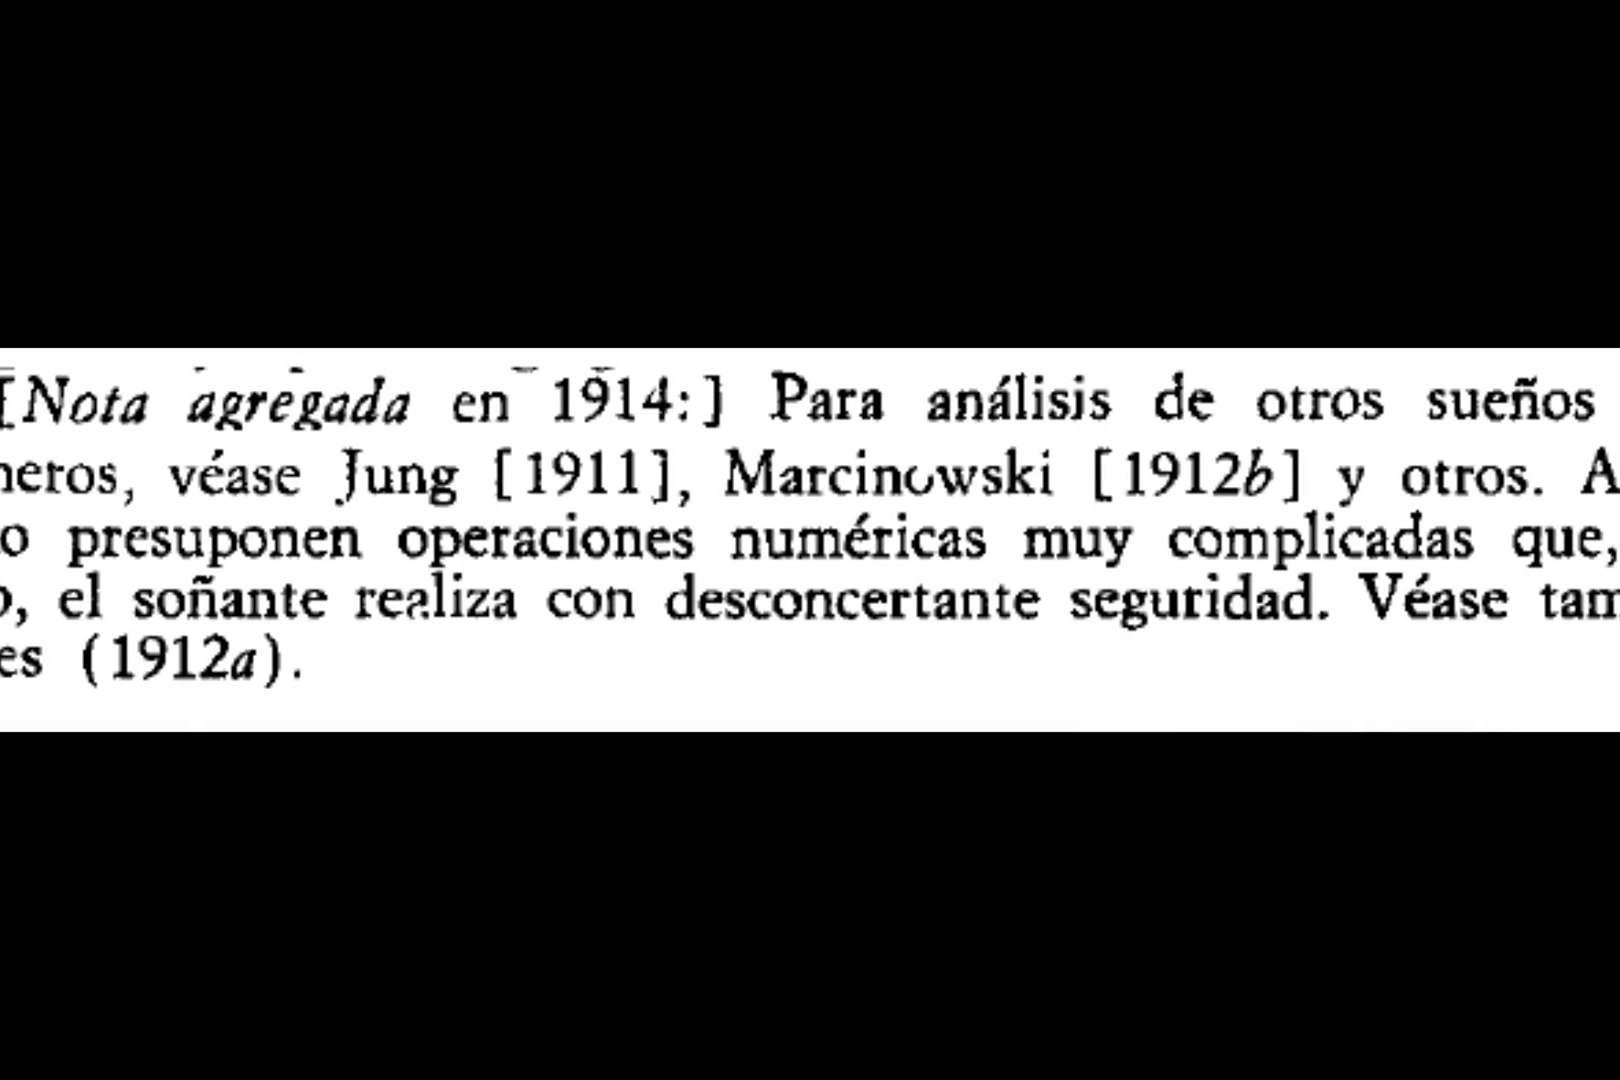 [Nota agregada en 1914:] Para análisis de otros sueños
neros, véase Jung [1911], Marcinowski [1912b] y otros. A
o presuponen operaciones numéricas muy complicadas que,
o, el soñante realiza con desconcertante seguridad. Véase tam
es (1912a).